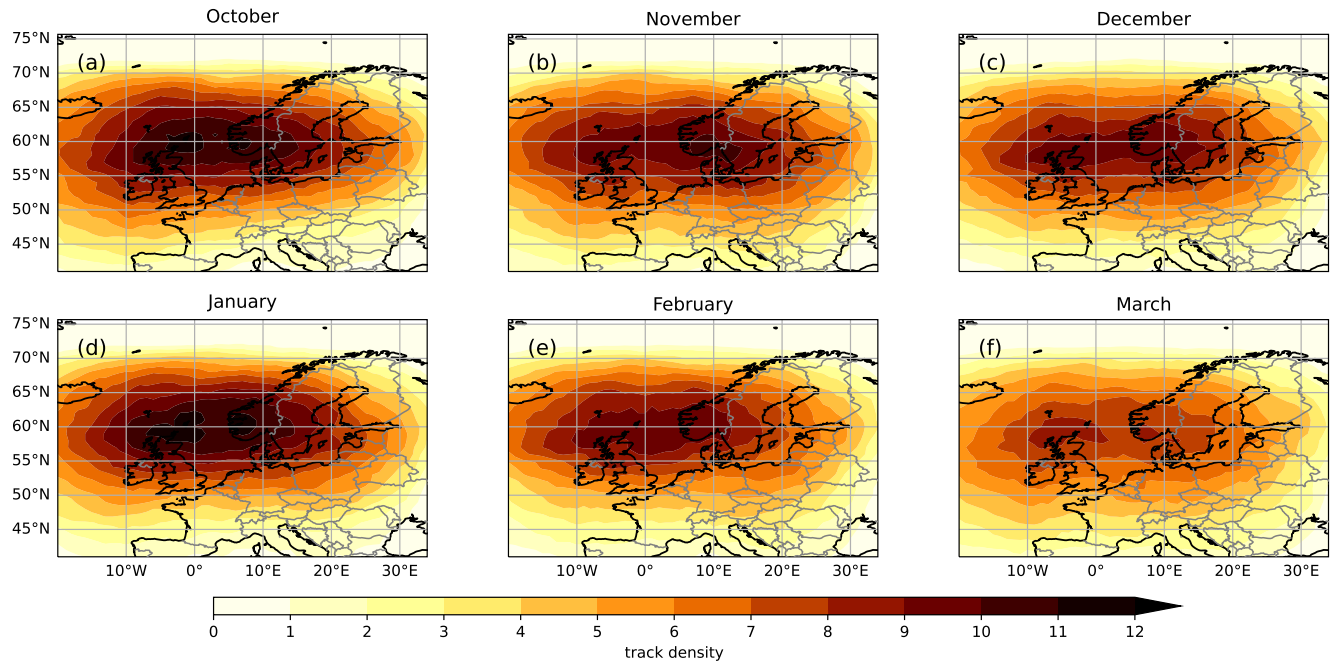 October
November
December
75°N
70°N
65°N
60°N
55°N
50°N
45°N
(a)
(b)
(c)
January
February
March
75°N
70°N
65°N
60°N
55°N
50°N
45°N
(d)
(e)
(f)
10°W 0° 10°E 20°E 30°E
10°W 0° 10°E 20°E 30°E
10°W 0° 10°E 20°E 30°E
0 1 2 3 4 5 6 7 8 9 10 11 12
track density